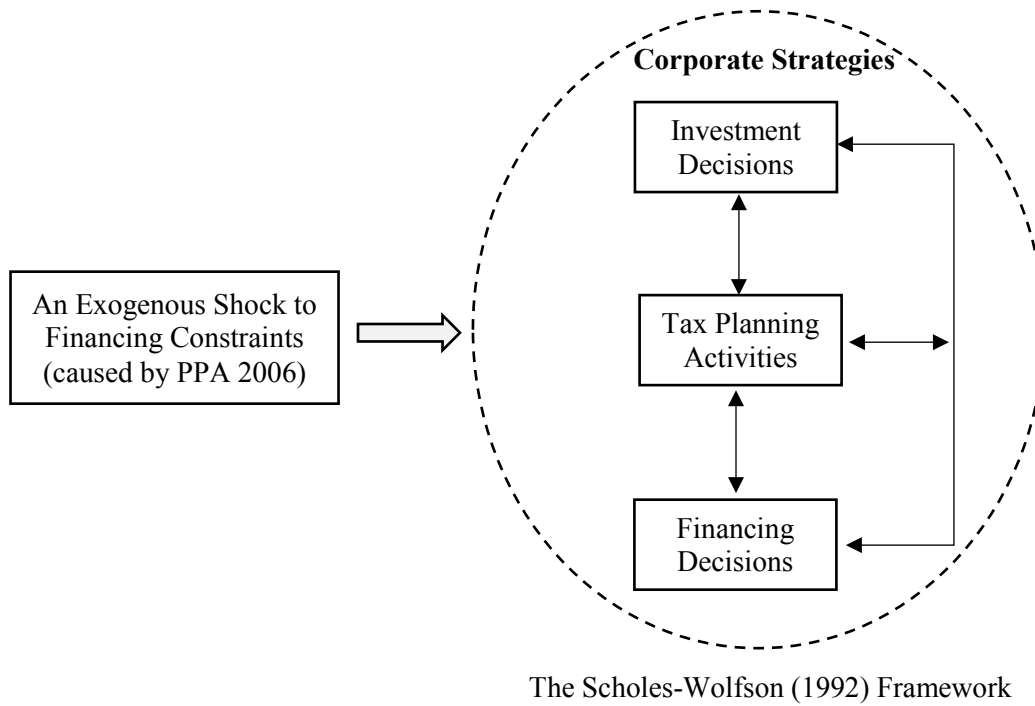 Corporate Strategies
Investment
Decisions
An Exogenous Shock to
Financing Constraints
(caused by PPA 2006)
Tax Planning
Activities
Financing
Decisions
The Scholes-Wolfson (1992) Framework